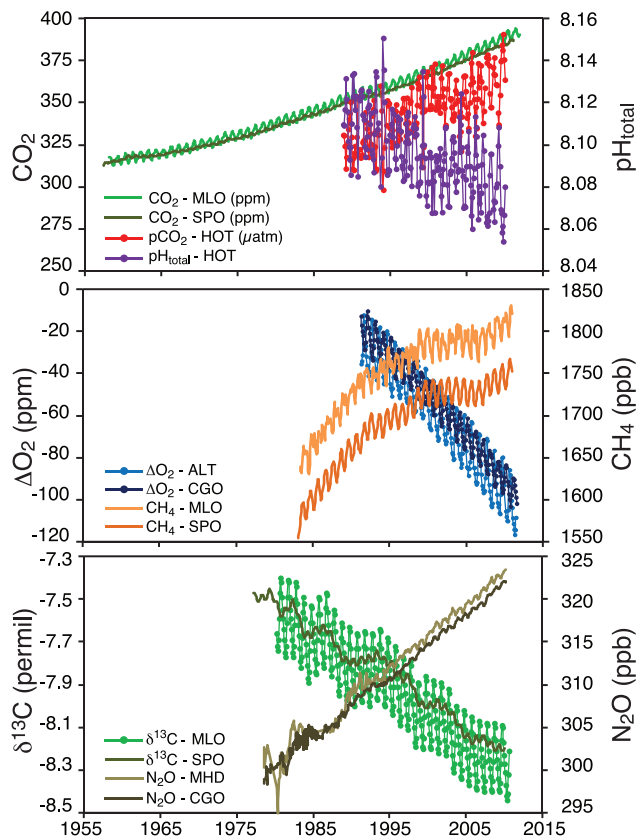 400
375
350
325
300
275
250
CO₂
8.16
8.14
8.12
8.10
8.08
8.06
8.04
pHtotal
CO₂ - MLO (ppm)
CO₂ - SPO (ppm)
pCO₂ - HOT (μatm)
pHtotal - HOT
0
-20
-40
-60
-80
-100
-120
ΔO₂ (ppm)
1850
1800
1750
1700
1650
1600
1550
CH₄ (ppb)
ΔO₂ - ALT
ΔO₂ - CGO
CH₄ - MLO
CH₄ - SPO
-7.3
-7.5
-7.7
-7.9
-8.1
-8.3
-8.5
δ¹³C (permil)
325
320
315
310
305
300
295
N₂O (ppb)
δ¹³C - MLO
δ¹³C - SPO
N₂O - MHD
N₂O - CGO
1955 1965 1975 1985 1995 2005 2015